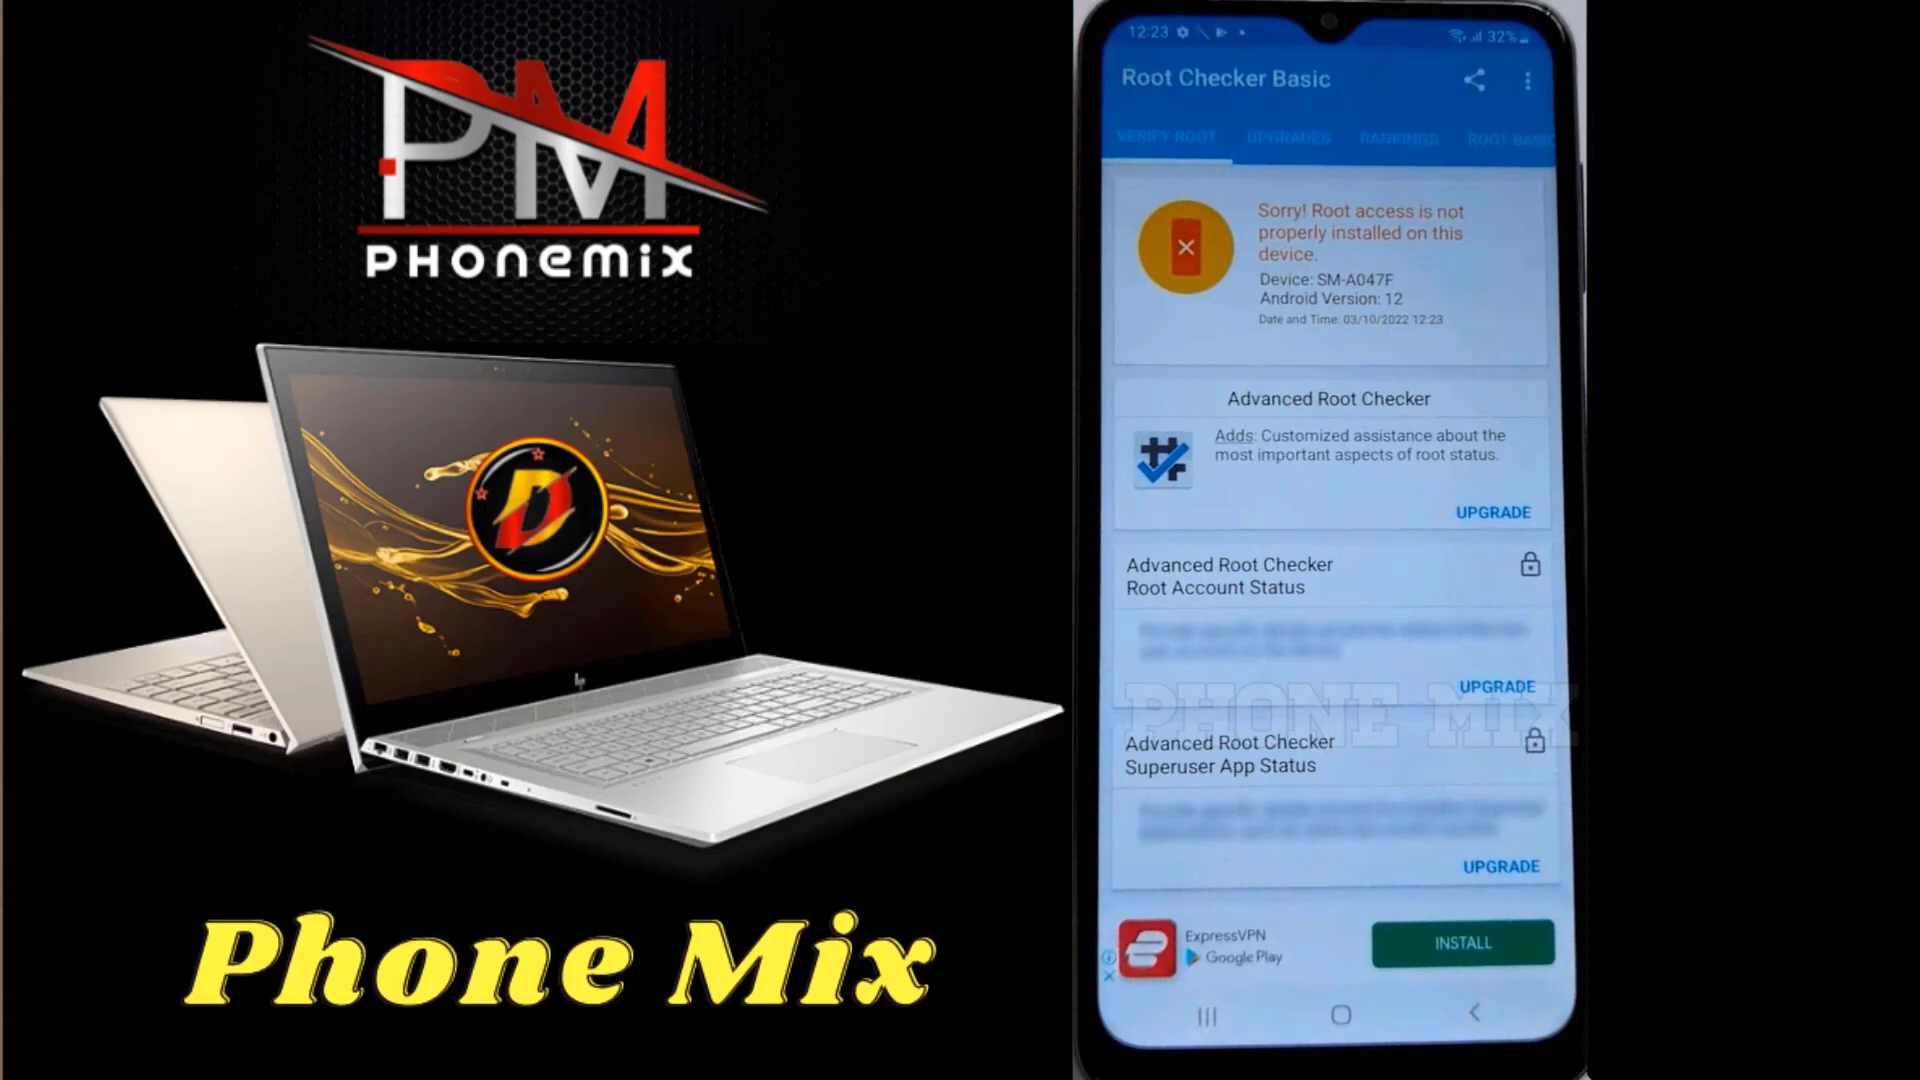 PM
PHONEMIX
D
hp
Phone Mix
12:23
32%
Root Checker Basic
VERIFY ROOT UPGRADES RANKINGS ROOT BASIC
Sorry! Root access is not
properly installed on this
device.
Device: SM-A047F
Android Version: 12
Date and Time: 03/10/2022 12:23
Advanced Root Checker
Adds: Customized assistance about the
most important aspects of root status.
UPGRADE
Advanced Root Checker
Root Account Status
UPGRADE
PHONE MIX
Advanced Root Checker
Superuser App Status
UPGRADE
ExpressVPN
Google Play
INSTALL